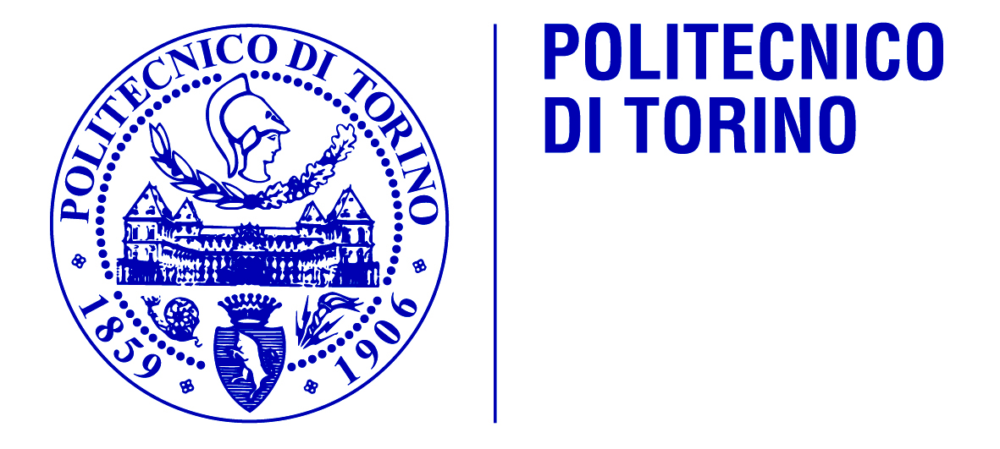 POLITECNICO DI TORINO
1859
1906
POLITECNICO
DI TORINO